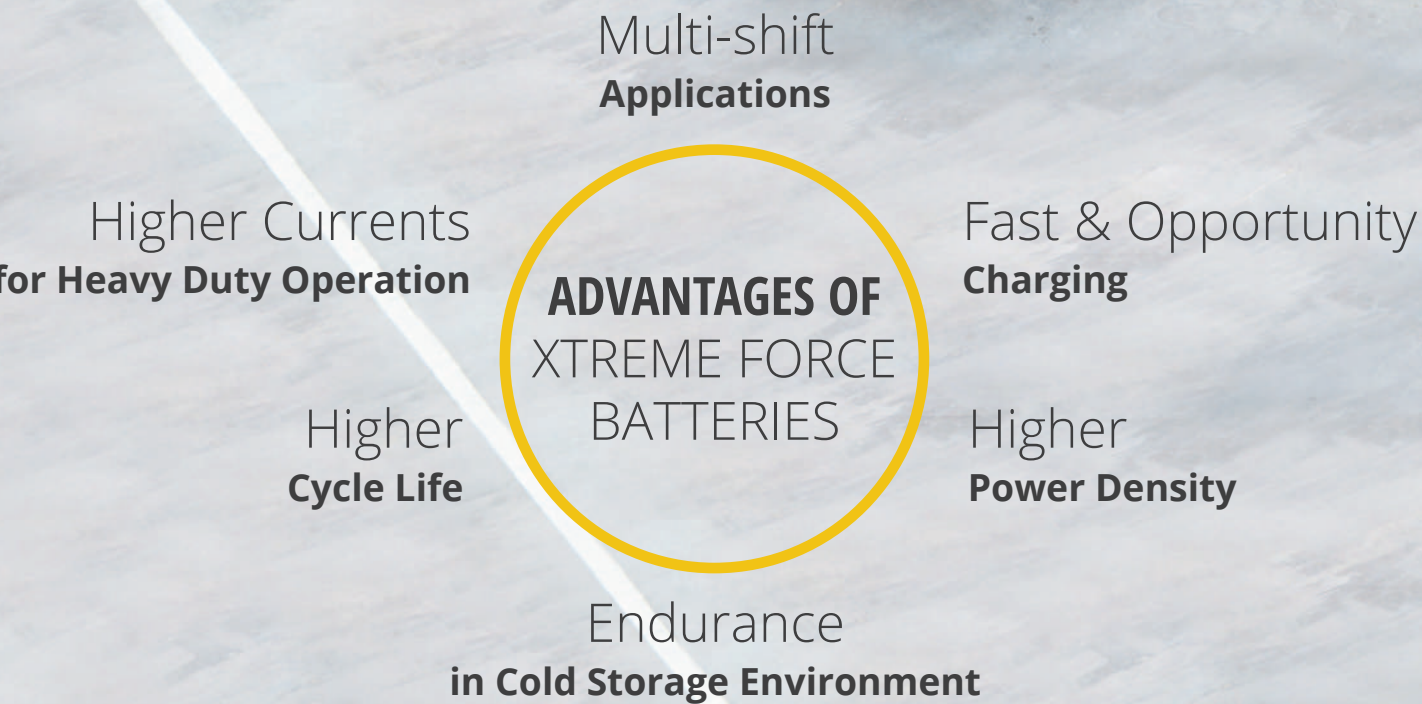 Multi-shift
Applications
Higher Currents
for Heavy Duty Operation
Fast & Opportunity
Charging
ADVANTAGES OF
XTREME FORCE
BATTERIES
Higher
Cycle Life
Higher
Power Density
Endurance
in Cold Storage Environment